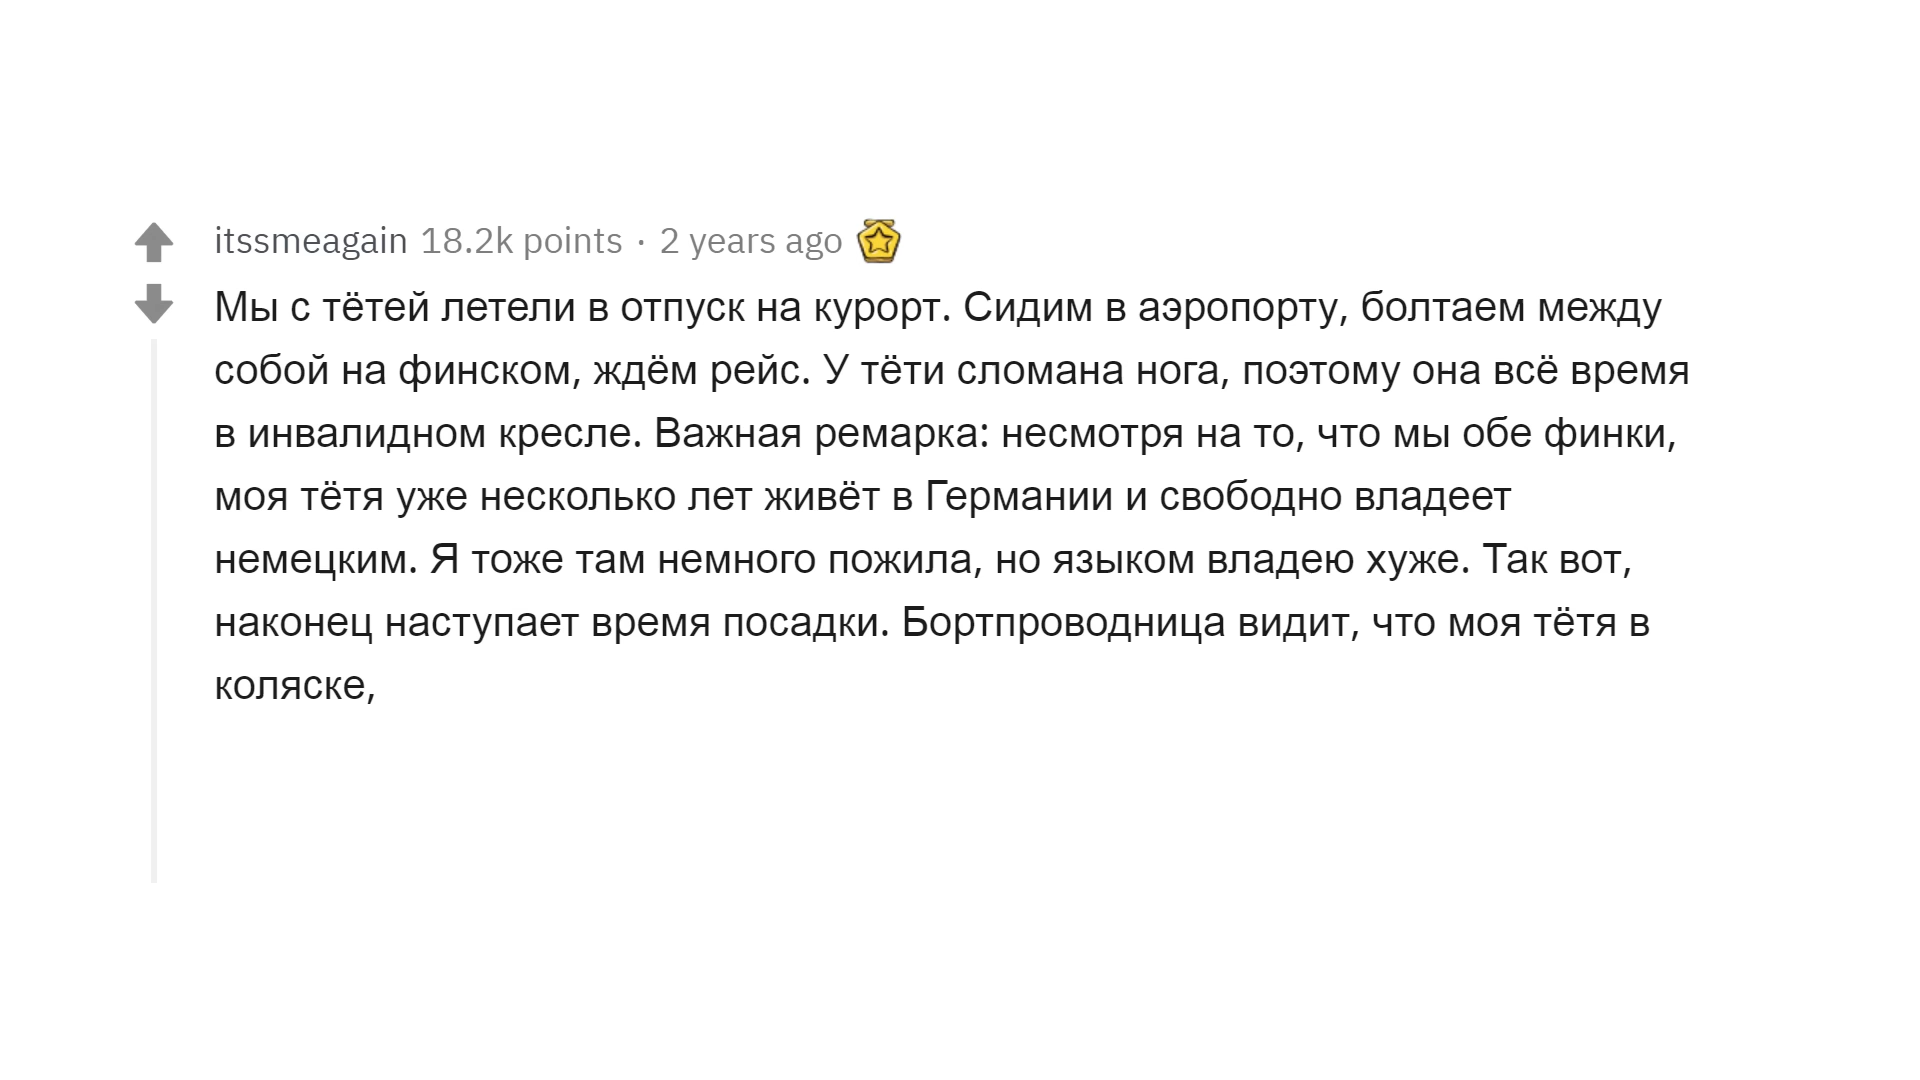 itssmeagain 18.2k points · 2 years ago
Мы с тётей летели в отпуск на курорт. Сидим в аэропорту, болтаем между
собой на финском, ждём рейс. У тёти сломана нога, поэтому она всё время
в инвалидном кресле. Важная ремарка: несмотря на то, что мы обе финки,
моя тётя уже несколько лет живёт в Германии и свободно владеет
немецким. Я тоже там немного пожила, но языком владею хуже. Так вот,
наконец наступает время посадки. Бортпроводница видит, что моя тётя в
коляске,